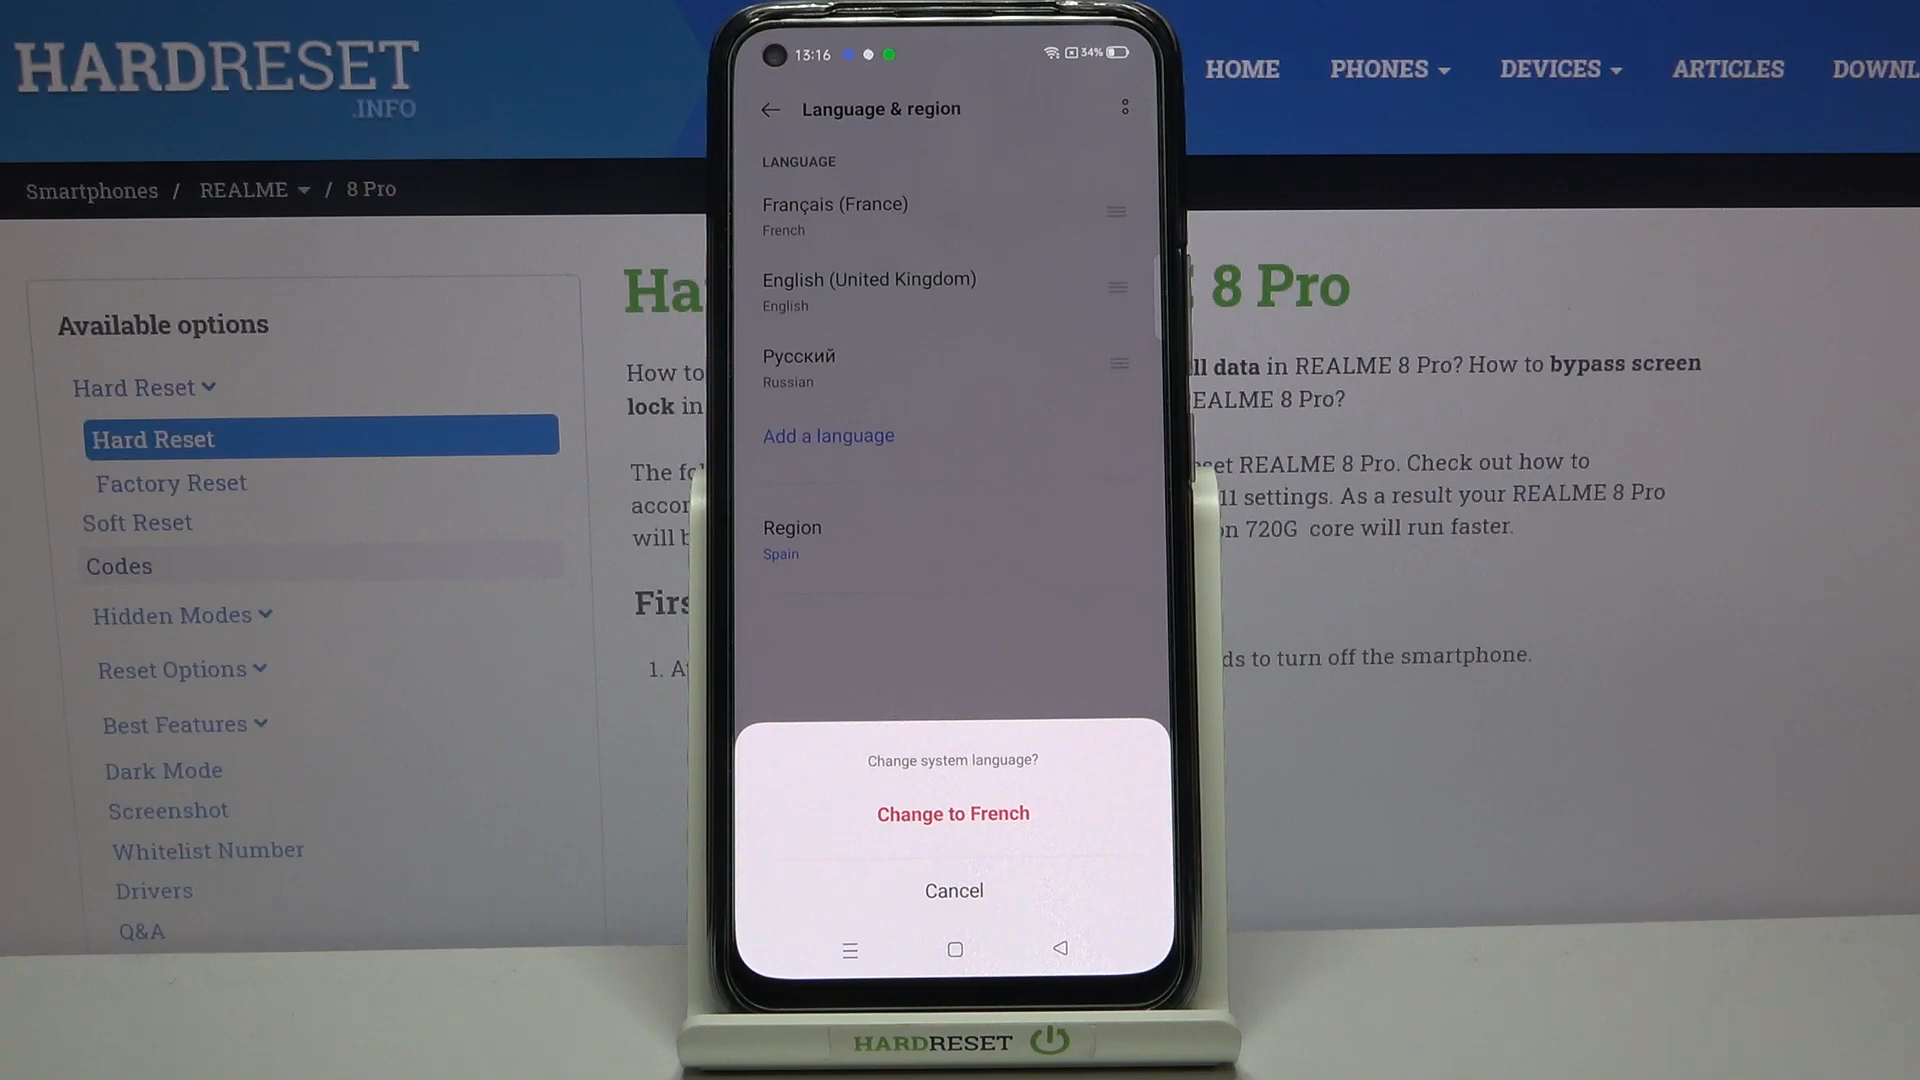 HARDRESET
.INFO
HOME PHONES DEVICES ARTICLES DOWNL
Smartphones / REALME / 8 Pro
Available options
Hard Reset
Hard Reset
Factory Reset
Soft Reset
Codes
Hidden Modes
Reset Options
Best Features
Dark Mode
Screenshot
Whitelist Number
Drivers
Q&A
13:16
34%
Language & region
LANGUAGE
Français (France)
French
English (United Kingdom)
English
Русский
Russian
Add a language
Region
Spain
Change system language?
Change to French
Cancel
Ha 8 Pro
How to ll data in REALME 8 Pro? How to bypass screen
lock in EALME 8 Pro?
The fo set REALME 8 Pro. Check out how to
accor 11 settings. As a result your REALME 8 Pro
will b on 720G core will run faster.
Firs
1. A ds to turn off the smartphone.
HARDRESET